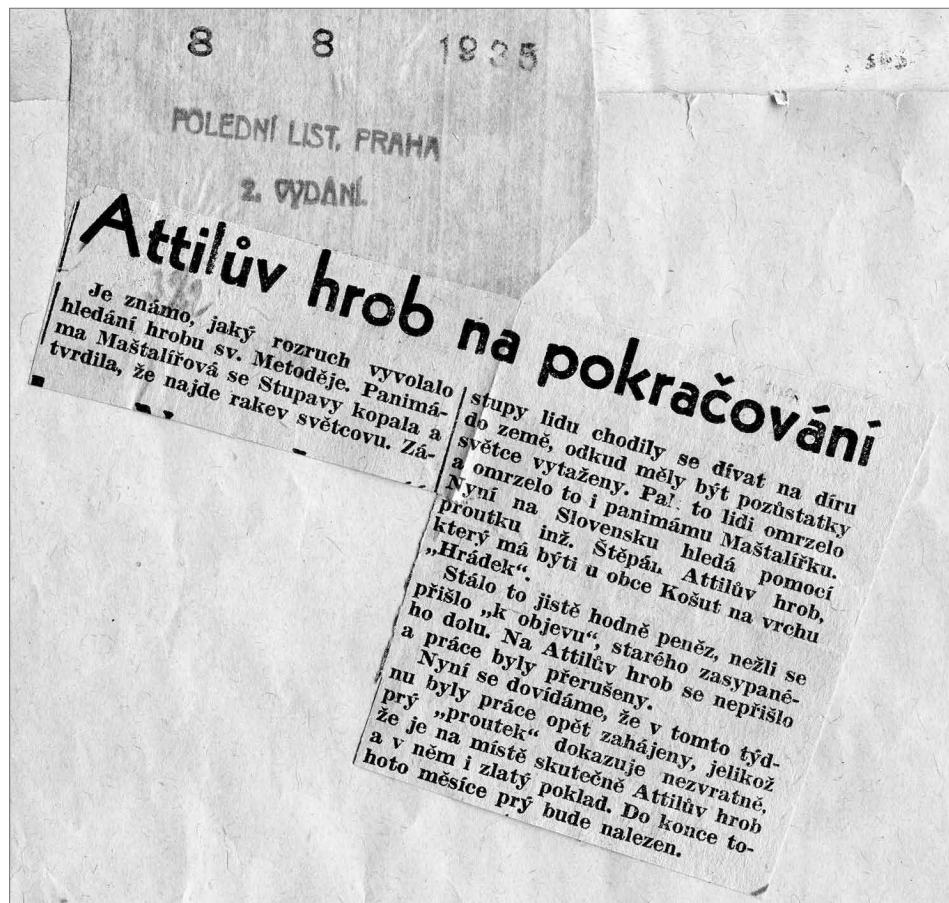 8 8 1935
POLEDNÍ LIST, PRAHA
2. VYDÁNÍ.
Attilův hrob na pokračování
Je známo, jaký rozruch vyvolalo
hledání hrobu sv. Metoděje. Panimá-
ma Maštalířová se Stupavy kopala a
tvrdila, že najde rakev světcovu. Zá-
stupy lidu chodily se dívat na díru
do země, odkud měly být pozůstatky
světce vytaženy. Pak to lidi omrzelo
a omrzelo to i panimámu Maštalířku.
Nyní na Slovensku hledá pomocí
proutku inž. Štěpán Attilův hrob,
který má býti u obce Košut na vrchu
„Hrádek“.
Stálo to jistě hodně peněz, nežli se
přišlo „k objevu“, starého zasypané-
ho dolu. Na Attilův hrob se nepřišlo
a práce byly přerušeny.
Nyní se dovídáme, že v tomto týd-
nu byly práce opět zahájeny, jelikož
prý „proutek“ dokazuje nezvratně,
že je na místě skutečně Attilův hrob
a v něm i zlatý poklad. Do konce to-
hoto měsíce prý bude nalezen.